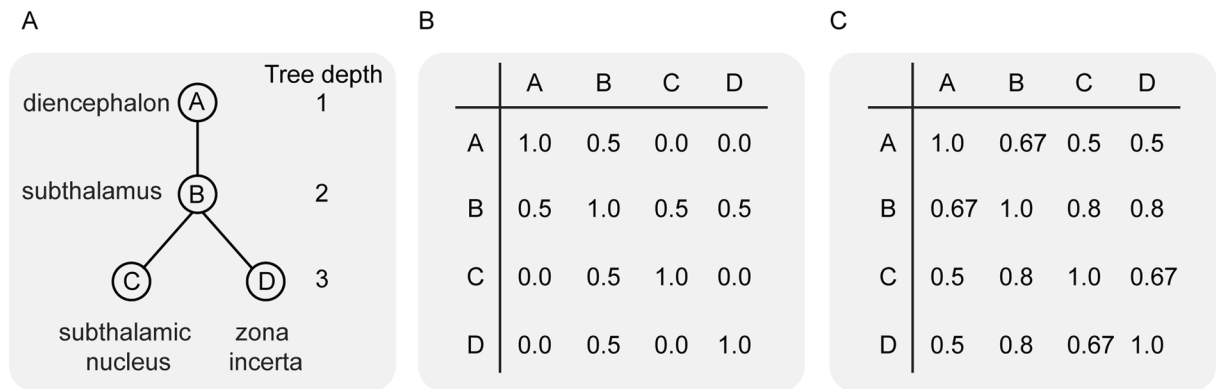 A
Tree depth
diencephalon A 1
subthalamus B 2
C D 3
subthalamic
nucleus
zona
incerta
B
A B C D
A 1.0 0.5 0.0 0.0
B 0.5 1.0 0.5 0.5
C 0.0 0.5 1.0 0.0
D 0.0 0.5 0.0 1.0
C
A B C D
A 1.0 0.67 0.5 0.5
B 0.67 1.0 0.8 0.8
C 0.5 0.8 1.0 0.67
D 0.5 0.8 0.67 1.0